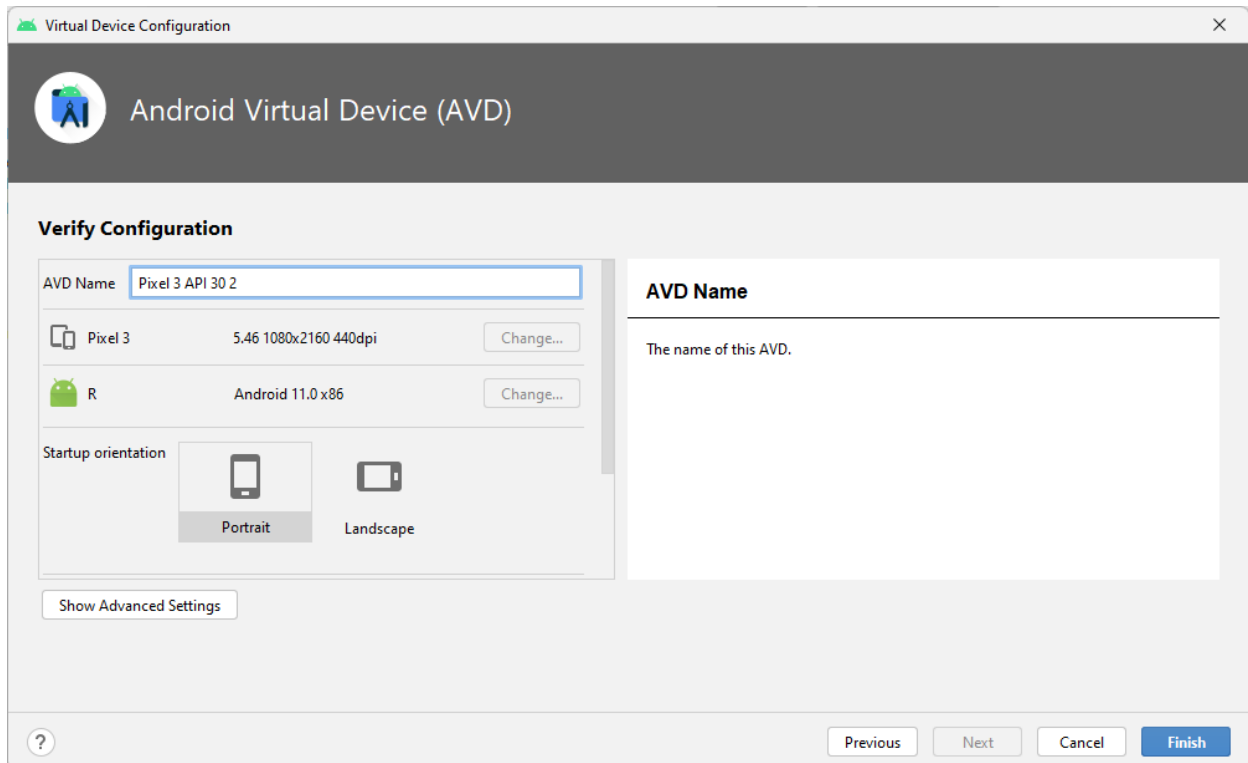 Virtual Device Configuration
Android Virtual Device (AVD)
Verify Configuration
AVD Name Pixel 3 API 30 2
Pixel 3 5.46 1080x2160 440dpi Change...
R Android 11.0 x86 Change...
Startup orientation
Portrait Landscape
Show Advanced Settings
AVD Name
The name of this AVD.
? Previous Next Cancel Finish